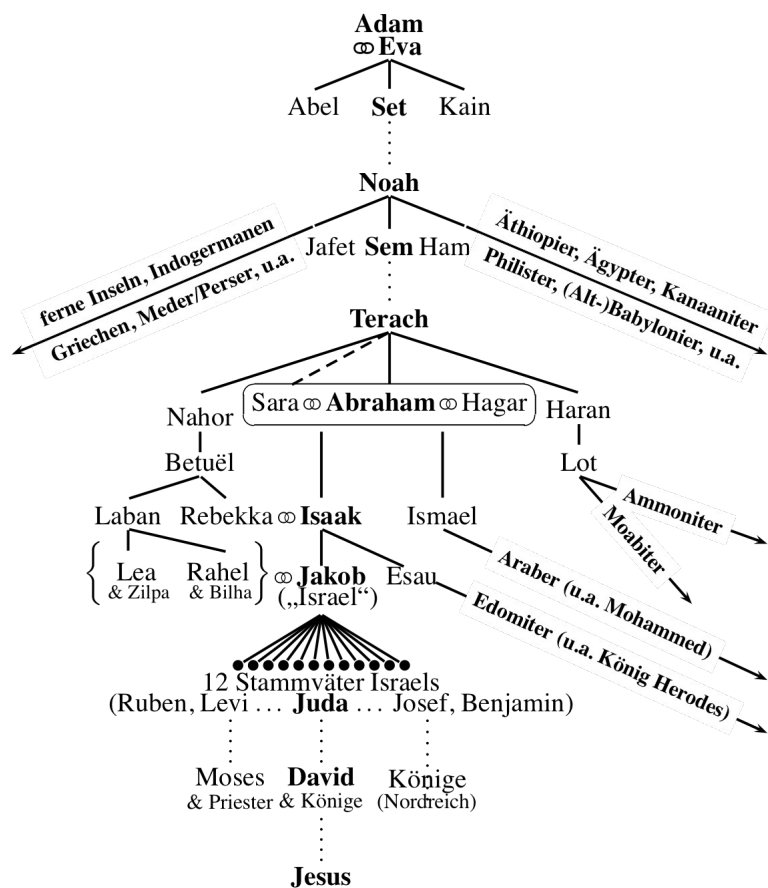 Adam
⚭ Eva
Abel Set Kain
Noah
ferne Inseln, Indogermanen
Griechen, Meder/Perser, u.a.
Jafet Sem Ham
Äthiopier, Ägypter, Kanaaniter
Philister, (Alt-)Babylonier, u.a.
Terach
Nahor
Sara ⚭ Abraham ⚭ Hagar
Haran
Betuël
Lot
Ammoniter
Moabiter
Laban Rebekka ⚭ Isaak Ismael
Araber (u.a. Mohammed)
{ Lea Rahel } ⚭ Jakob Esau
& Zilpa & Bilha („Israel“)
Edomiter (u.a. König Herodes)
12 Stammväter Israels
(Ruben, Levi … Juda … Josef, Benjamin)
Moses David Könige
& Priester & Könige (Nordreich)
Jesus